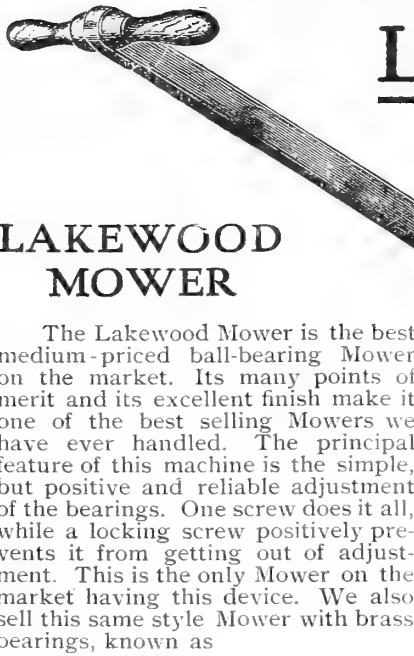 L
LAKEWOOD
MOWER
The Lakewood Mower is the best
medium-priced ball-bearing Mower
on the market. Its many points of
merit and its excellent finish make it
one of the best selling Mowers we
have ever handled. The principal
feature of this machine is the simple,
but positive and reliable adjustment
of the bearings. One screw does it all,
while a locking screw positively pre-
vents it from getting out of adjust-
ment. This is the only Mower on the
market having this device. We also
sell this same style Mower with brass
bearings, known as